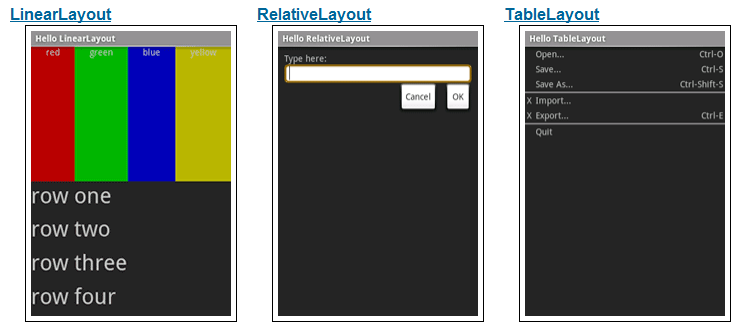 LinearLayout
Hello LinearLayout
red green blue yellow
row one
row two
row three
row four
RelativeLayout
Hello RelativeLayout
Type here:
Cancel OK
TableLayout
Hello TableLayout
Open... Ctrl-O
Save... Ctrl-S
Save As... Ctrl-Shift-S
X Import...
X Export... Ctrl-E
Quit